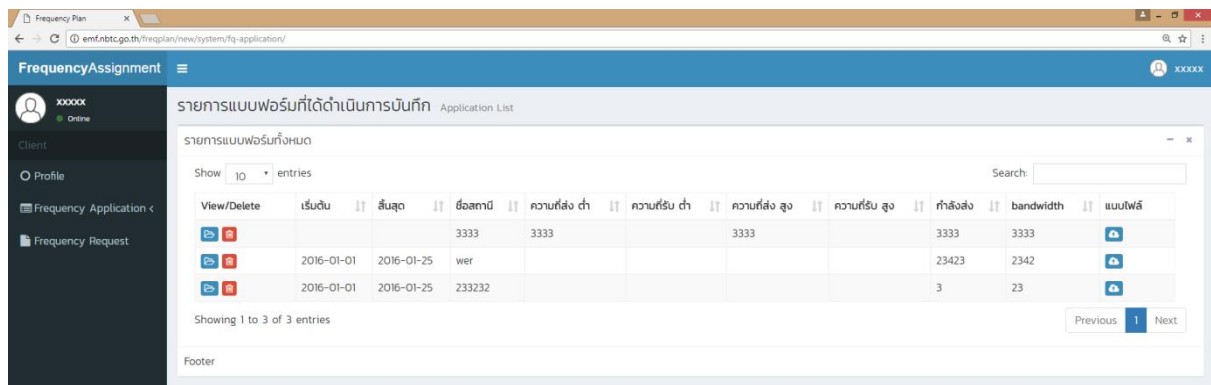 Frequency Plan
emf.nbtc.go.th/freqplan/new/system/fq-application/
FrequencyAssignment
xxxxx
xxxxx
Online
รายการแบบฟอร์มที่ได้ดำเนินการบันทึก Application List
Client
รายการแบบฟอร์มทั้งหมด
Profile
Show 10 entries Search:
Frequency Application
View/Delete เริ่มต้น สิ้นสุด ชื่อสถานี ความถี่ส่ง ต่ำ ความถี่รับ ต่ำ ความถี่ส่ง สูง ความถี่รับ สูง กำลังส่ง bandwidth แนบไฟล์
Frequency Request
3333 3333 3333 3333 3333
2016-01-01 2016-01-25 wer 23423 2342
2016-01-01 2016-01-25 233232 3 23
Showing 1 to 3 of 3 entries Previous 1 Next
Footer